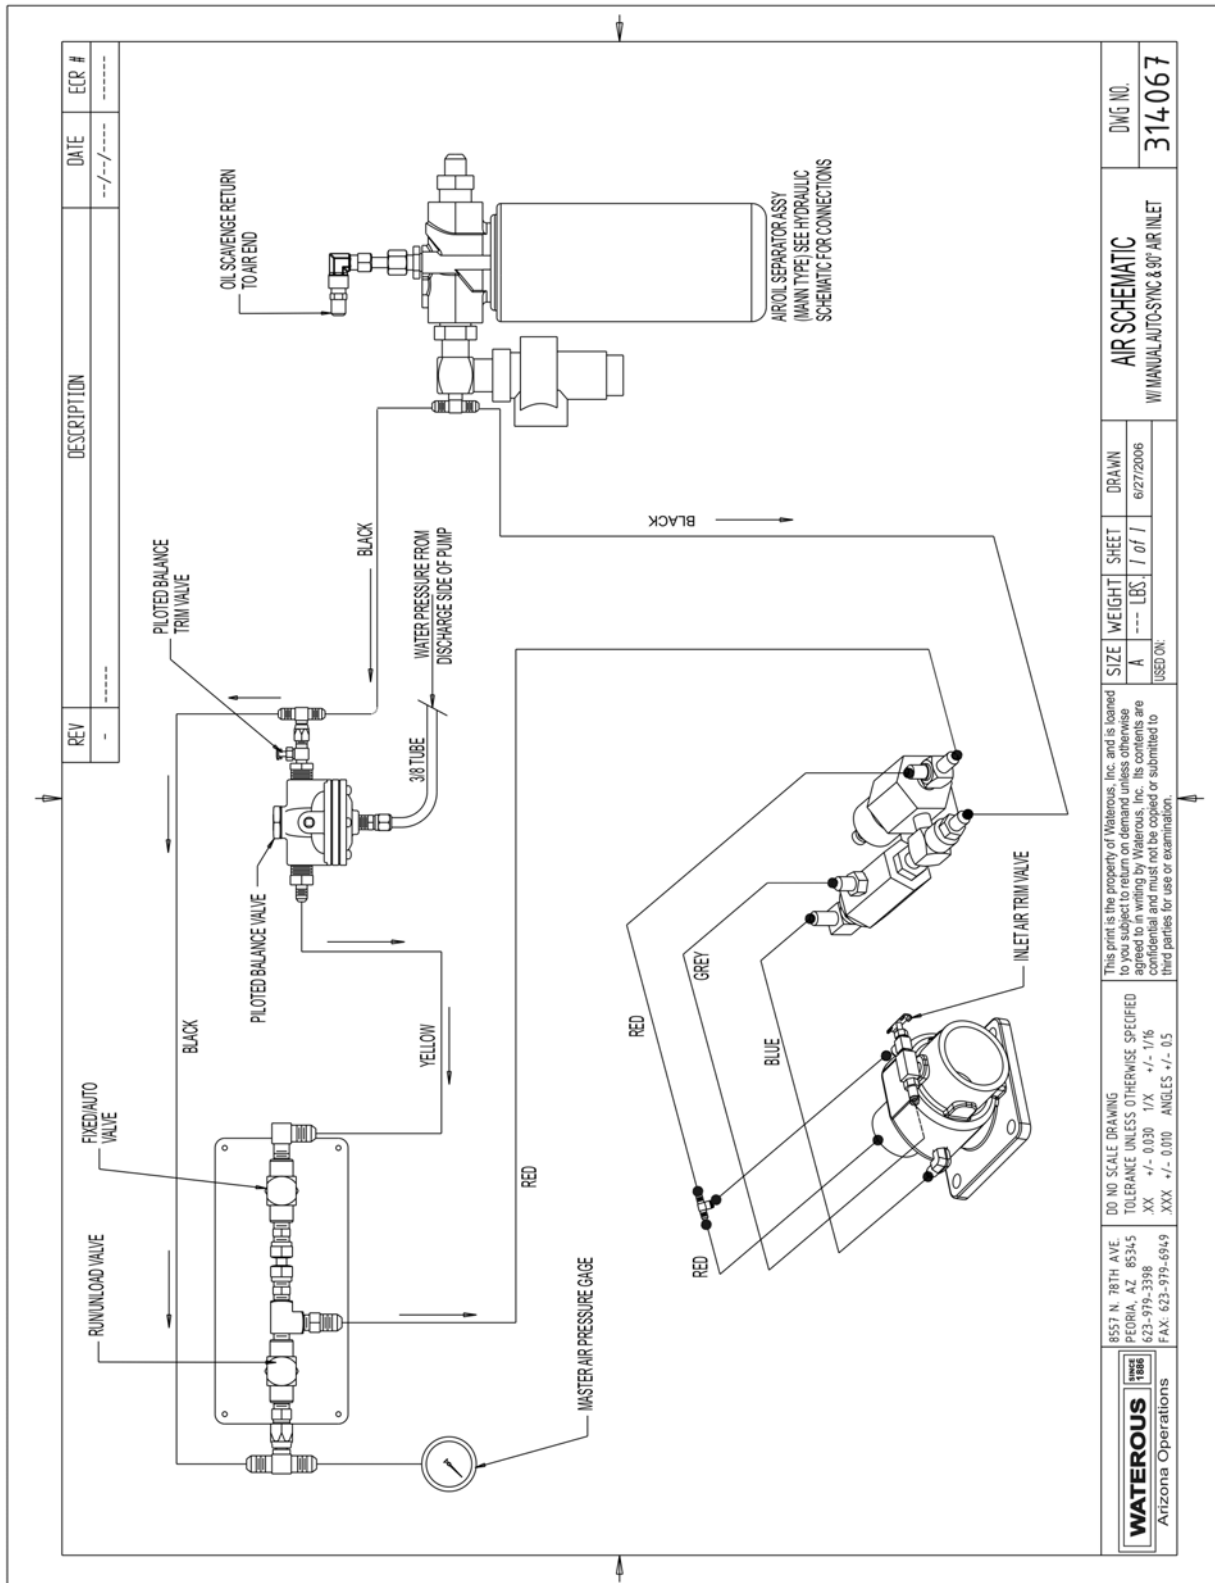 REV
DESCRIPTION
DATE
ECR #
-
-----
--/--/----
------
OIL SCAVENGE RETURN
TO AIR END
PILOTED BALANCE
TRIM VALVE
BLACK
WATER PRESSURE FROM
DISCHARGE SIDE OF PUMP
3/8 TUBE
AIR/OIL SEPARATOR ASSY
(MANN TYPE) SEE HYDRAULIC
SCHEMATIC FOR CONNECTIONS
BLACK
PILOTED BALANCE VALVE
BLACK
YELLOW
FIXED/AUTO
VALVE
RUN/UNLOAD VALVE
RED
MASTER AIR PRESSURE GAGE
RED
GREY
BLUE
RED
INLET AIR TRIM VALVE
WATEROUS
SINCE
1886
Arizona Operations
8557 N. 78TH AVE.
PEORIA, AZ 85345
623-979-3398
FAX: 623-979-6949
DO NO SCALE DRAWING
TOLERANCE UNLESS OTHERWISE SPECIFIED
.XX +/- 0.030 1/X +/- 1/16
.XXX +/- 0.010 ANGLES +/- 0.5
This print is the property of Waterous, Inc. and is loaned
to you subject to return on demand unless otherwise
agreed to in writing by Waterous, Inc. Its contents are
confidential and must not be copied or submitted to
third parties for use or examination.
SIZE
A
WEIGHT
--- LBS.
SHEET
1 of 1
DRAWN
6/27/2006
USED ON:
AIR SCHEMATIC
W/ MANUAL AUTO-SYNC & 90° AIR INLET
DWG NO.
314067